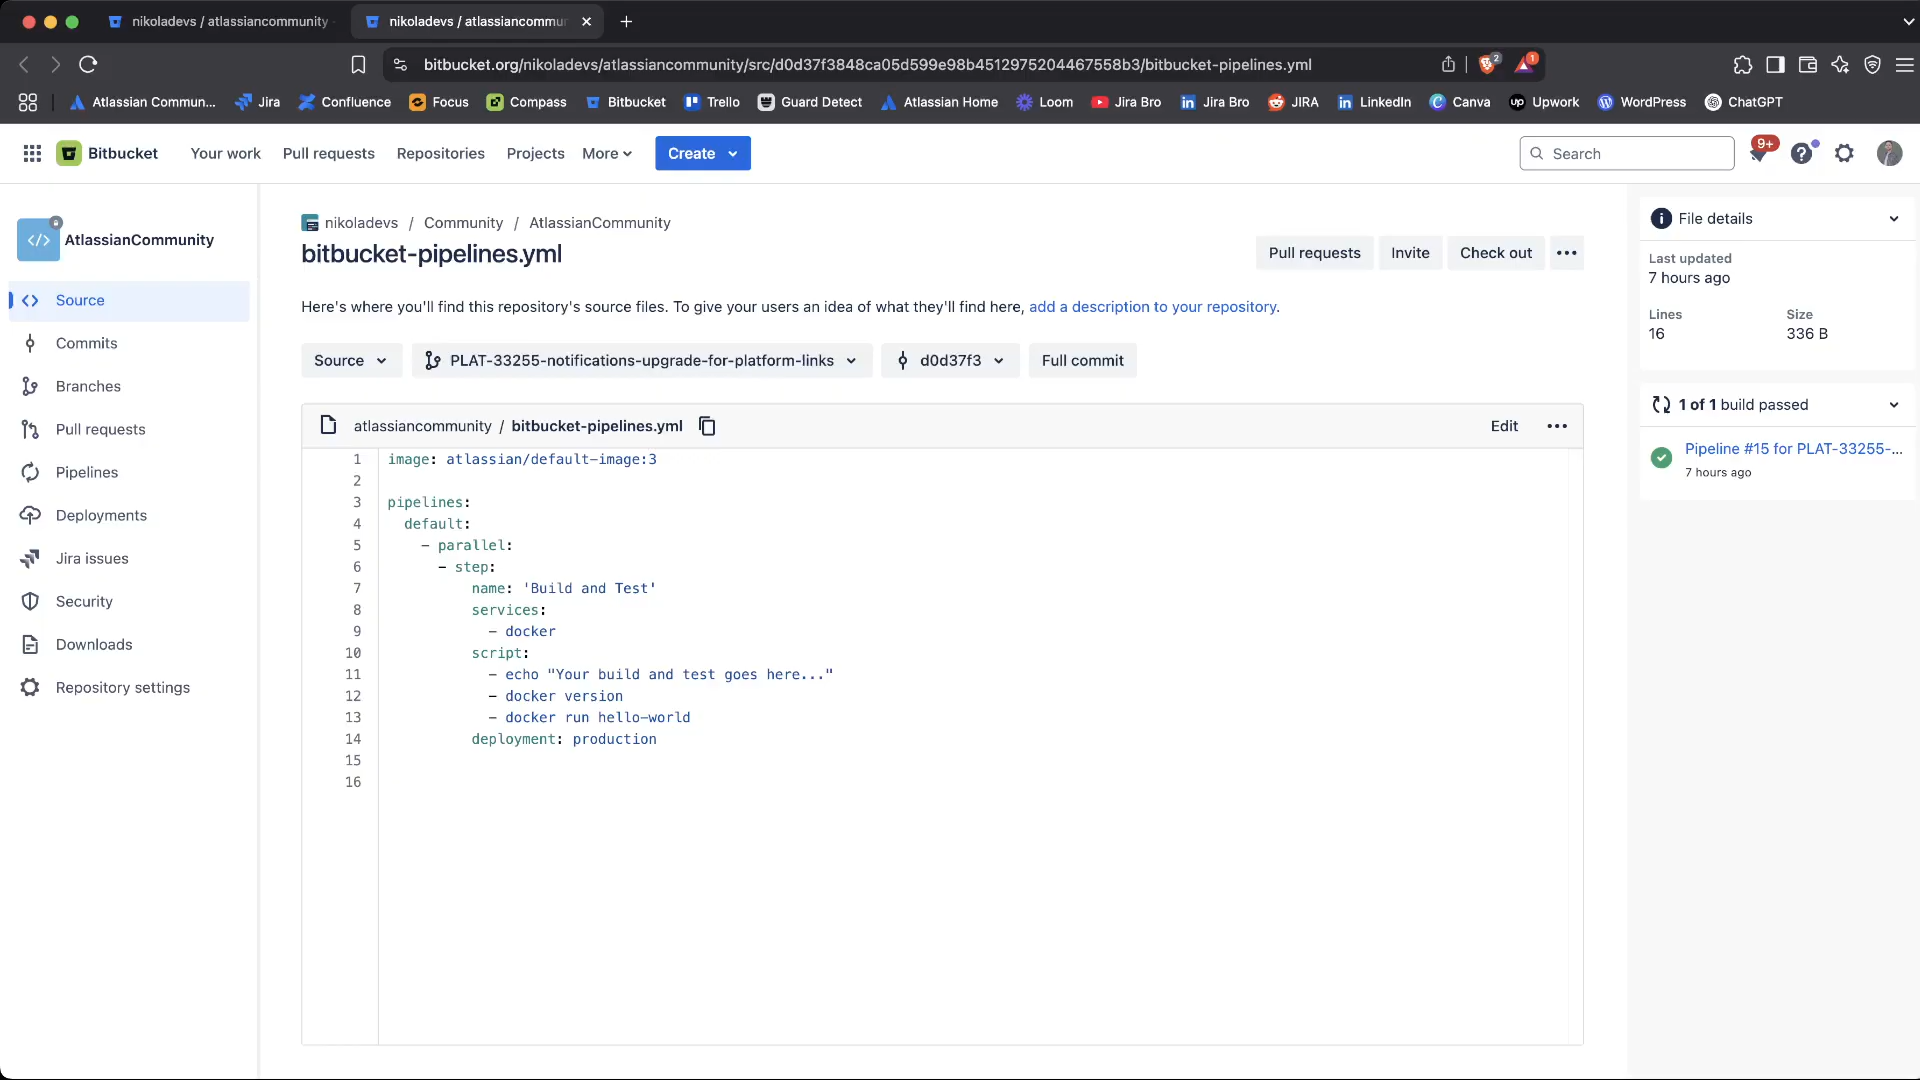 nikoladevs / atlassiancommunity
nikoladevs / atlassiancommu
bitbucket.org/nikoladevs/atlassiancommunity/src/d0d37f3848ca05d599e98b4512975204467558b3/bitbucket-pipelines.yml
2
1
Atlassian Commun...
Jira
Confluence
Focus
Compass
Bitbucket
Trello
Guard Detect
Atlassian Home
Loom
Jira Bro
Jira Bro
JIRA
LinkedIn
Canva
Upwork
WordPress
ChatGPT
Bitbucket
Your work
Pull requests
Repositories
Projects
More
Create
Search
9+
AtlassianCommunity
Source
Commits
Branches
Pull requests
Pipelines
Deployments
Jira issues
Security
Downloads
Repository settings
nikoladevs / Community / AtlassianCommunity
bitbucket-pipelines.yml
Pull requests
Invite
Check out
Here's where you'll find this repository's source files. To give your users an idea of what they'll find here, add a description to your repository.
Source
PLAT-33255-notifications-upgrade-for-platform-links
d0d37f3
Full commit
atlassiancommunity / bitbucket-pipelines.yml
Edit
1 image: atlassian/default-image:3
2
3 pipelines:
4 default:
5 - parallel:
6 - step:
7 name: 'Build and Test'
8 services:
9 - docker
10 script:
11 - echo "Your build and test goes here..."
12 - docker version
13 - docker run hello-world
14 deployment: production
15
16
File details
Last updated
7 hours ago
Lines
16
Size
336 B
1 of 1 build passed
Pipeline #15 for PLAT-33255-...
7 hours ago